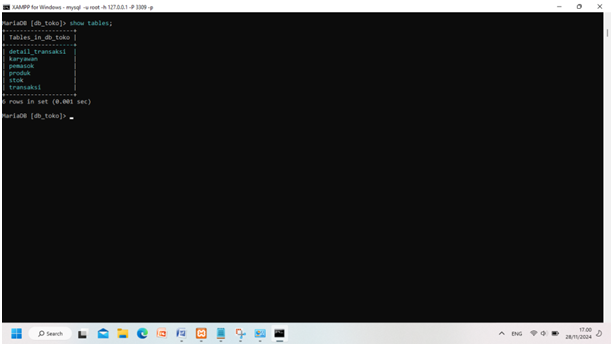 XAMPP for Windows - mysql -u root -h 127.0.0.1 -P 3309 -p
MariaDB [db_toko]> show tables;
+------------------+
| Tables_in_db_toko |
+------------------+
| detail_transaksi |
| karyawan |
| pemasok |
| produk |
| stok |
| transaksi |
+------------------+
6 rows in set (0.001 sec)
MariaDB [db_toko]>
Search
ENG
17.00
28/11/2024